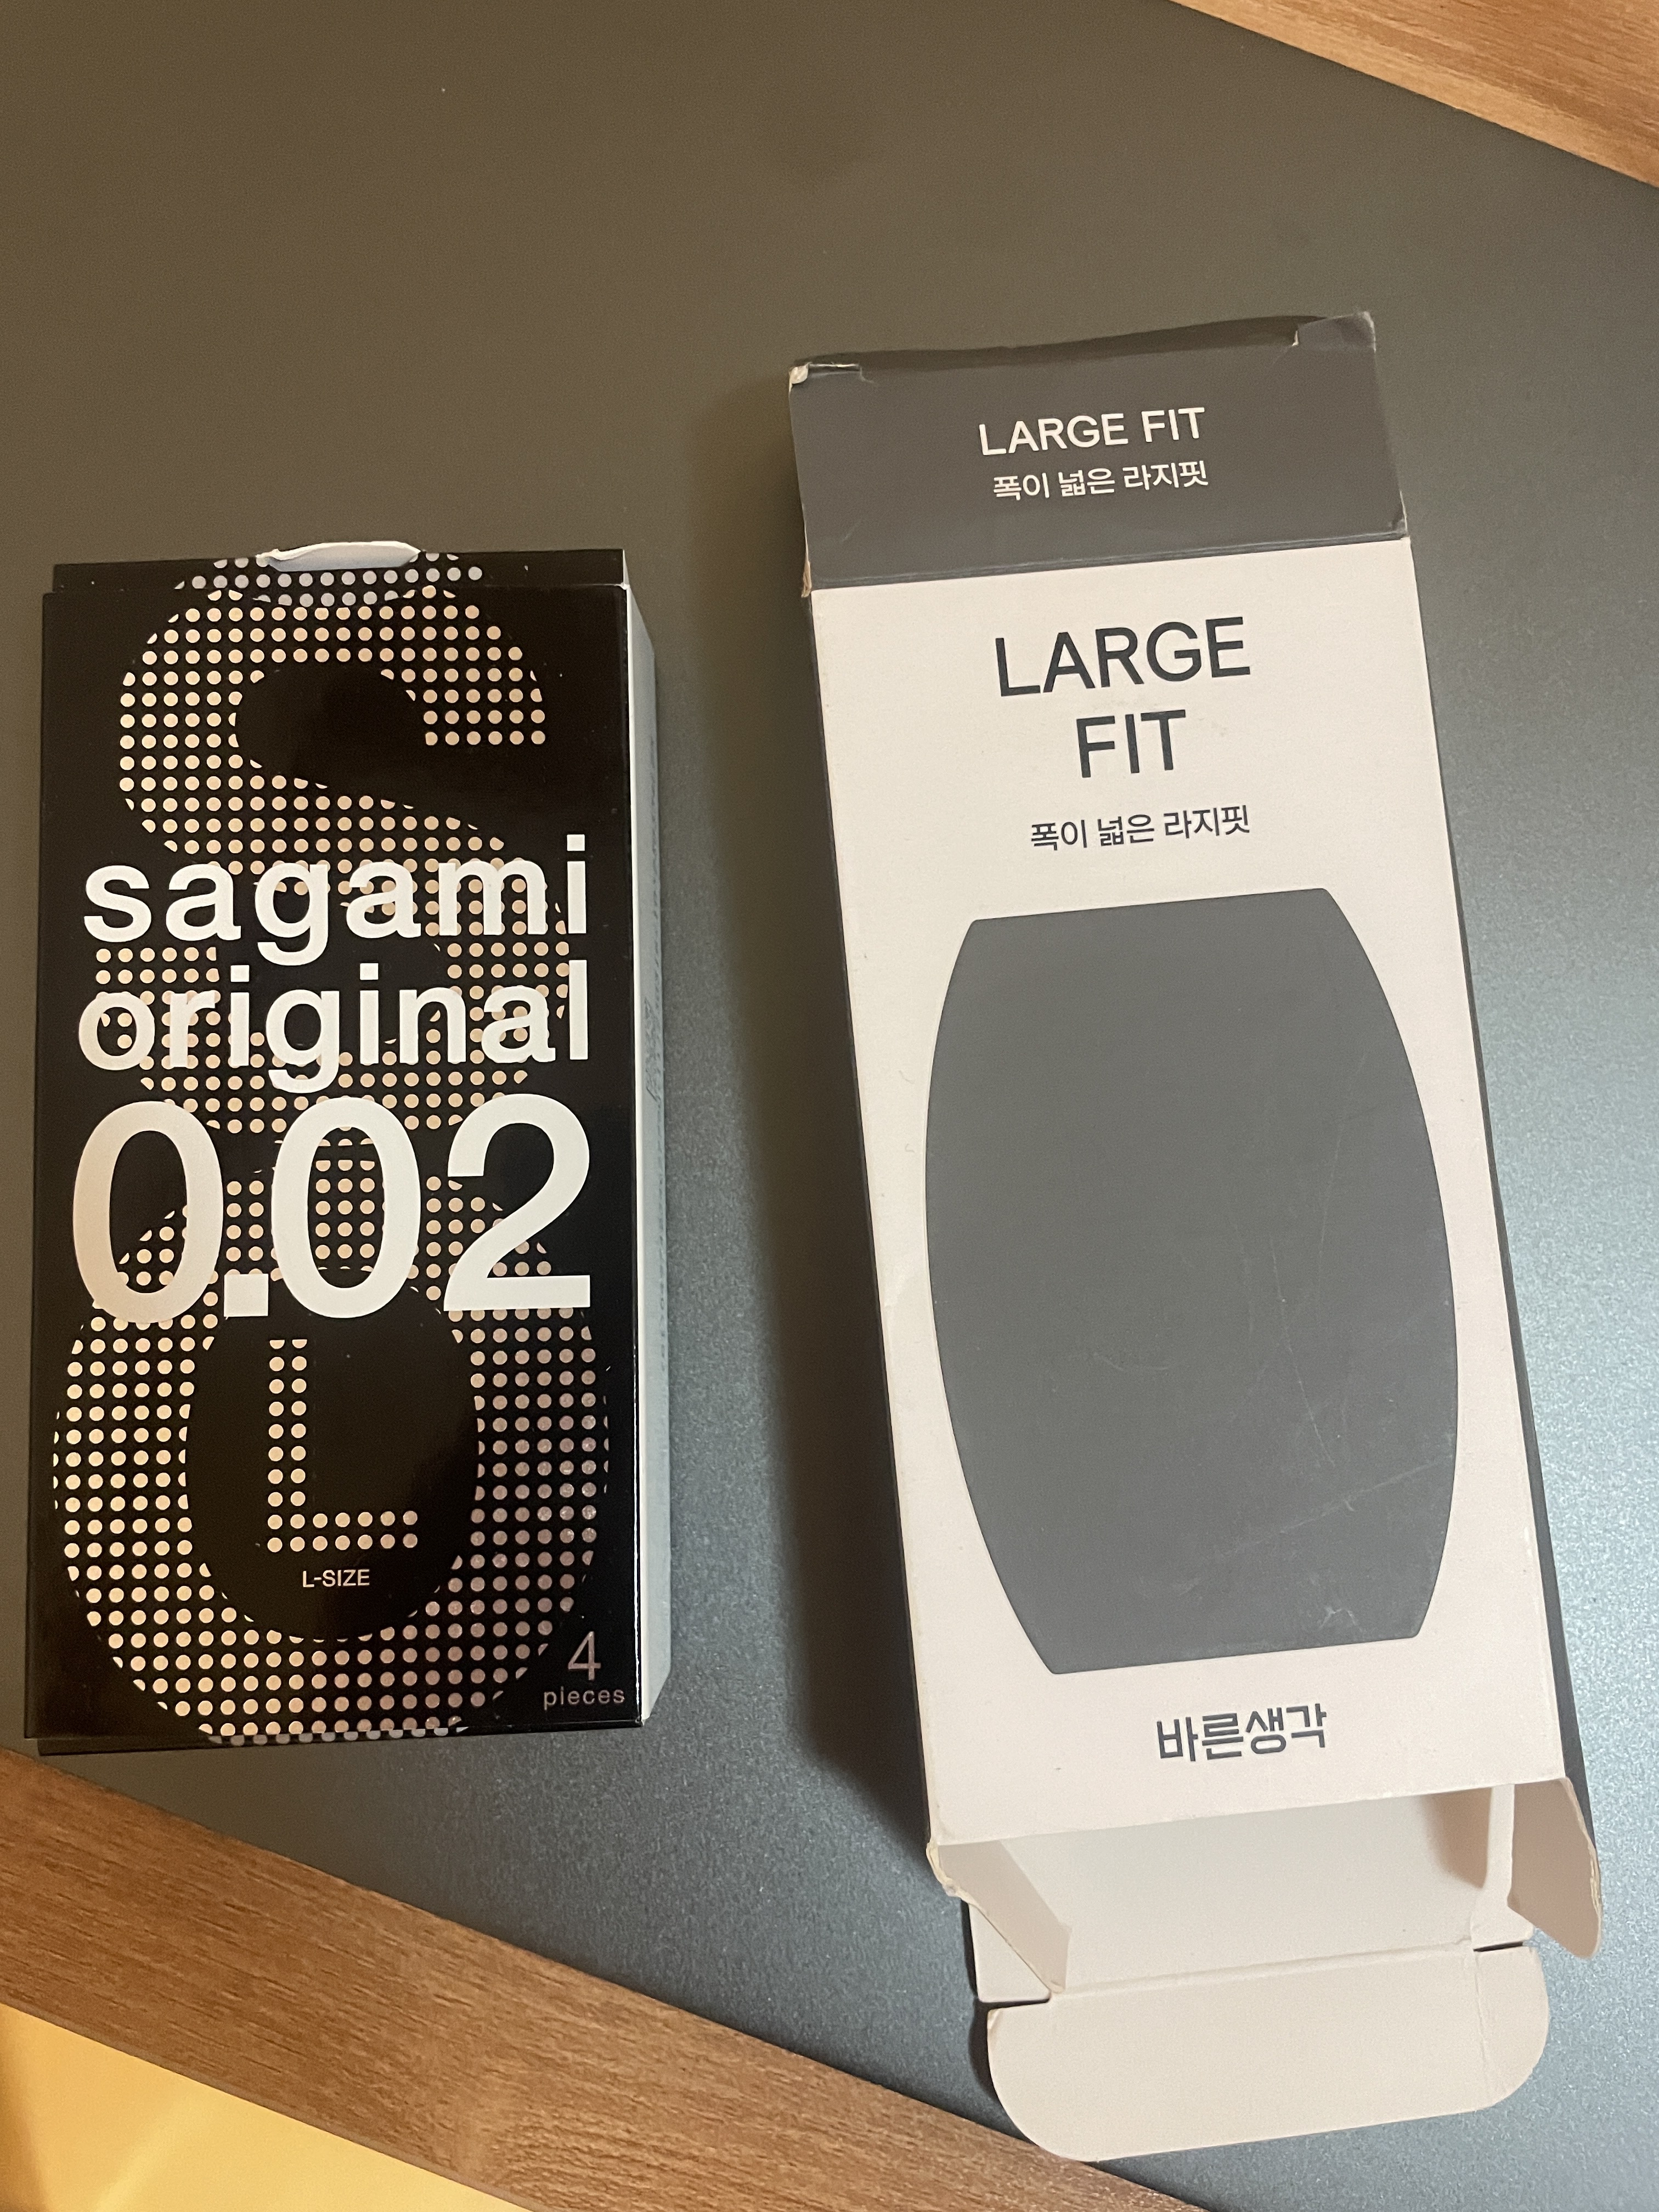 sagami
original
0.02
L
L-SIZE
4
pieces
LARGE FIT
폭이 넓은 라지핏
LARGE
FIT
폭이 넓은 라지핏
바른생각